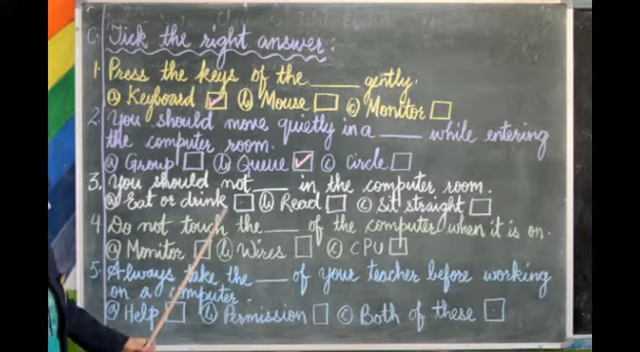 C. Tick the right answer:
1. Press the keys of the ____ gently.
a Keyboard ☑ b Mouse ☐ c Monitor ☐
2. You should move quietly in a ____ while entering
the computer room.
a Group ☐ b Queue ☑ c Circle ☐
3. You should not ____ in the computer room.
a Eat or drink ☐ b Read ☐ c Sit straight ☐
4 Do not touch the ____ of the computer when it is on.
a Monitor ☐ b Wires ☐ c CPU ☐
5. Always take the ____ of your teacher before working
on a computer.
a Help ☐ b Permission ☐ c Both of these ☐